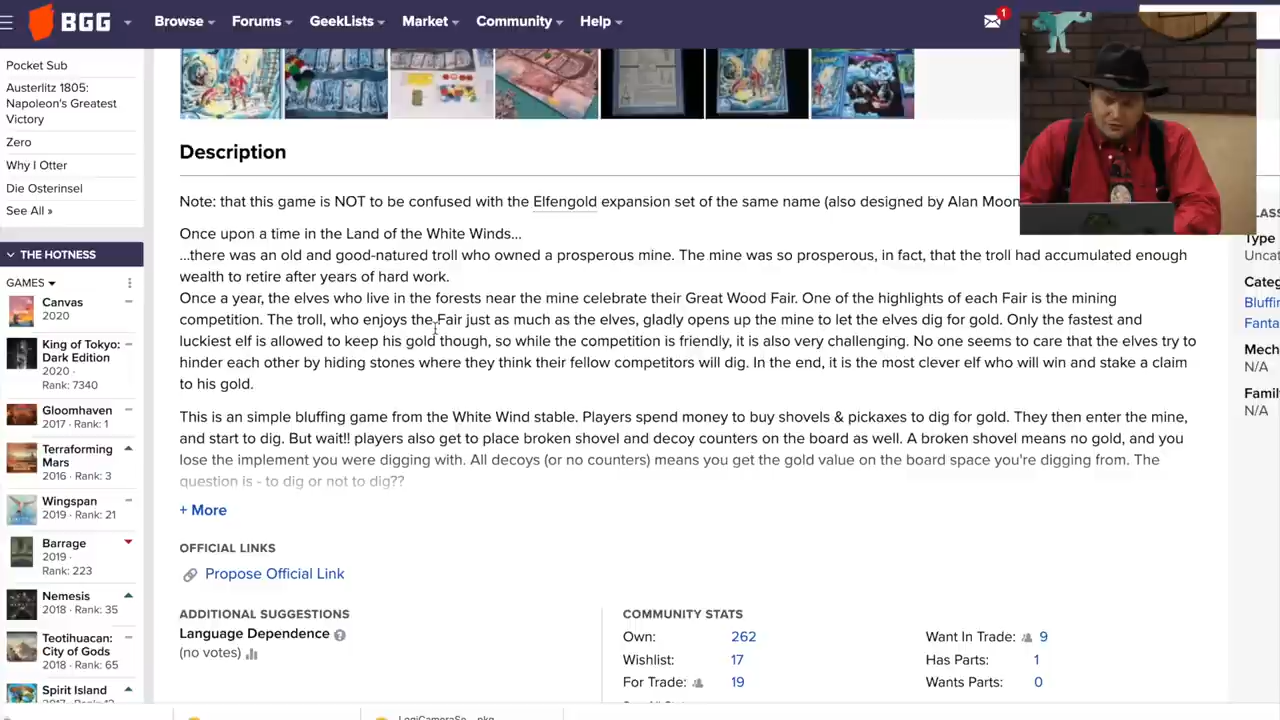 BGG
Browse
Forums
GeekLists
Market
Community
Help
1
Pocket Sub
Austerlitz 1805:
Napoleon's Greatest
Victory
Zero
Why I Otter
Die Osterinsel
See All »
THE HOTNESS
GAMES
Canvas
2020
King of Tokyo:
Dark Edition
2020 ·
Rank: 7340
Gloomhaven
2017 · Rank: 1
Terraforming
Mars
2016 · Rank: 3
Wingspan
2019 · Rank: 21
Barrage
2019 ·
Rank: 223
Nemesis
2018 · Rank: 35
Teotihuacan:
City of Gods
2018 · Rank: 65
Spirit Island
Description
Note: that this game is NOT to be confused with the Elfengold expansion set of the same name (also designed by Alan Moon
Once upon a time in the Land of the White Winds...
...there was an old and good-natured troll who owned a prosperous mine. The mine was so prosperous, in fact, that the troll had accumulated enough
wealth to retire after years of hard work.
Once a year, the elves who live in the forests near the mine celebrate their Great Wood Fair. One of the highlights of each Fair is the mining
competition. The troll, who enjoys the Fair just as much as the elves, gladly opens up the mine to let the elves dig for gold. Only the fastest and
luckiest elf is allowed to keep his gold though, so while the competition is friendly, it is also very challenging. No one seems to care that the elves try to
hinder each other by hiding stones where they think their fellow competitors will dig. In the end, it is the most clever elf who will win and stake a claim
to his gold.
This is an simple bluffing game from the White Wind stable. Players spend money to buy shovels & pickaxes to dig for gold. They then enter the mine,
and start to dig. But wait!! players also get to place broken shovel and decoy counters on the board as well. A broken shovel means no gold, and you
lose the implement you were digging with. All decoys (or no counters) means you get the gold value on the board space you're digging from. The
question is - to dig or not to dig??
+ More
OFFICIAL LINKS
Propose Official Link
ADDITIONAL SUGGESTIONS
Language Dependence
(no votes)
COMMUNITY STATS
Own: 262
Wishlist: 17
For Trade: 19
Want In Trade: 9
Has Parts: 1
Wants Parts: 0
Type
Uncat
Categ
Bluffin
Fanta
Mech
N/A
Famil
N/A